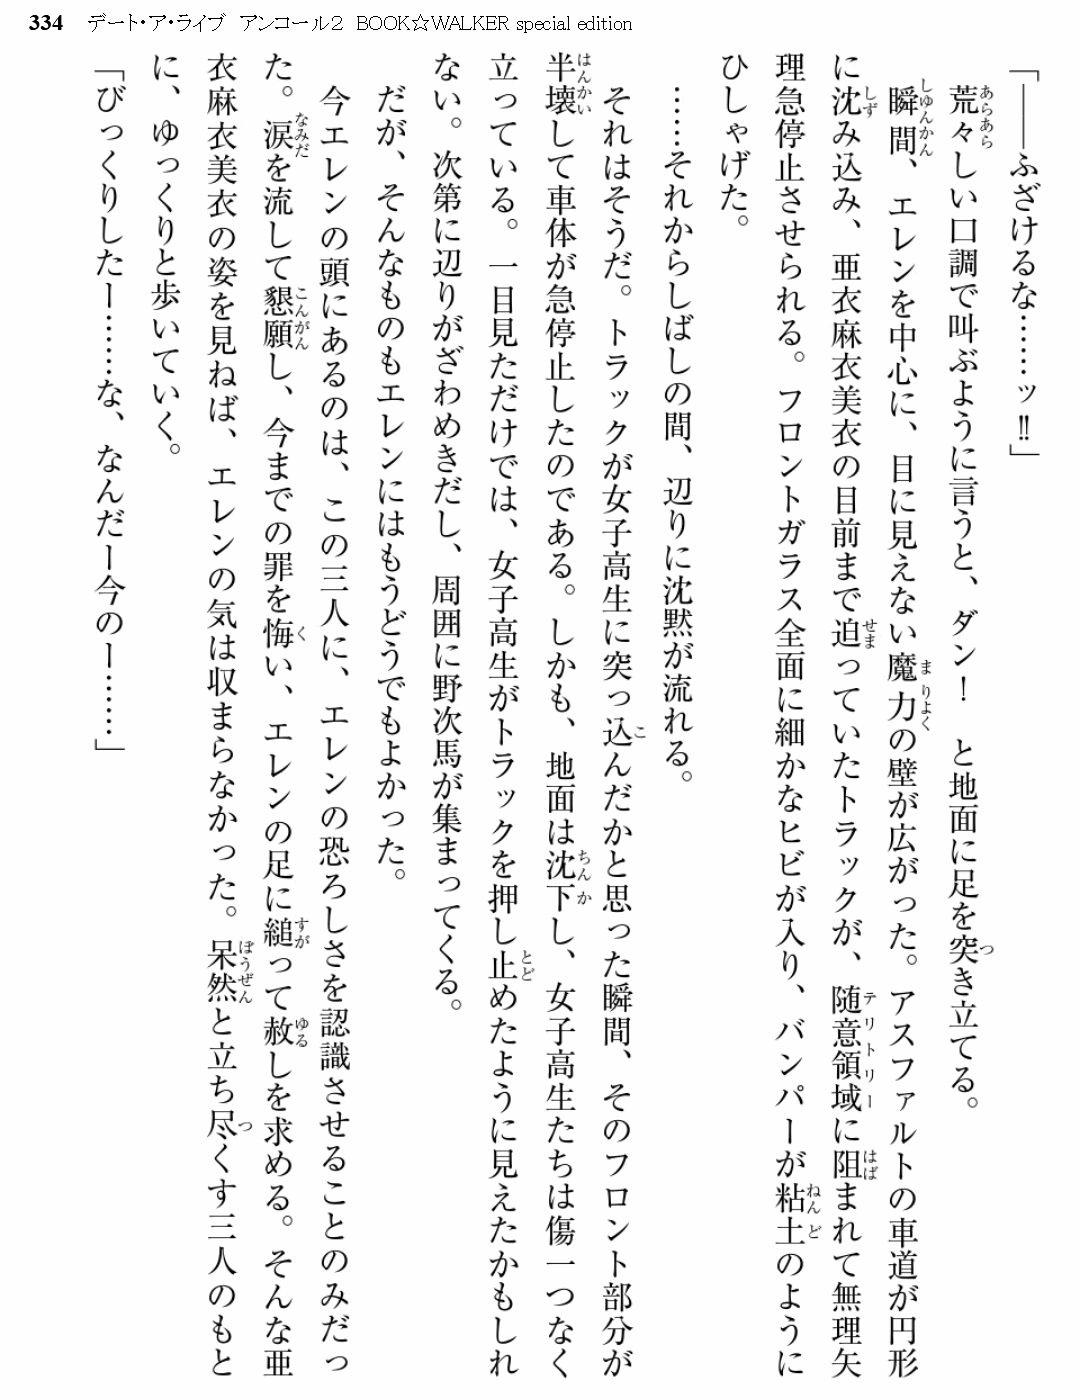 334 デート・ア・ライブ アンコール2 BOOK☆WALKER special edition
「――ふざけるな……ッ‼」
荒々しい口調で叫ぶように言うと、ダン！　と地面に足を突き立てる。
瞬間、エレンを中心に、目に見えない魔力の壁が広がった。アスファルトの車道が円形
に沈み込み、亜衣麻衣美衣の目前まで迫っていたトラックが、随意領域に阻まれて無理矢
理急停止させられる。フロントガラス全面に細かなヒビが入り、バンパーが粘土のように
ひしゃげた。
……それからしばしの間、辺りに沈黙が流れる。
それはそうだ。トラックが女子高生に突っ込んだかと思った瞬間、そのフロント部分が
半壊して車体が急停止したのである。しかも、地面は沈下し、女子高生たちは傷一つなく
立っている。一目見ただけでは、女子高生がトラックを押し止めたように見えたかもしれ
ない。次第に辺りがざわめきだし、周囲に野次馬が集まってくる。
だが、そんなものもエレンにはもうどうでもよかった。
今エレンの頭にあるのは、この三人に、エレンの恐ろしさを認識させることのみだっ
た。涙を流して懇願し、今までの罪を悔い、エレンの足に縋って赦しを求める。そんな亜
衣麻衣美衣の姿を見ねば、エレンの気は収まらなかった。呆然と立ち尽くす三人のもと
に、ゆっくりと歩いていく。
「びっくりしたー……な、なんだー今のー……」